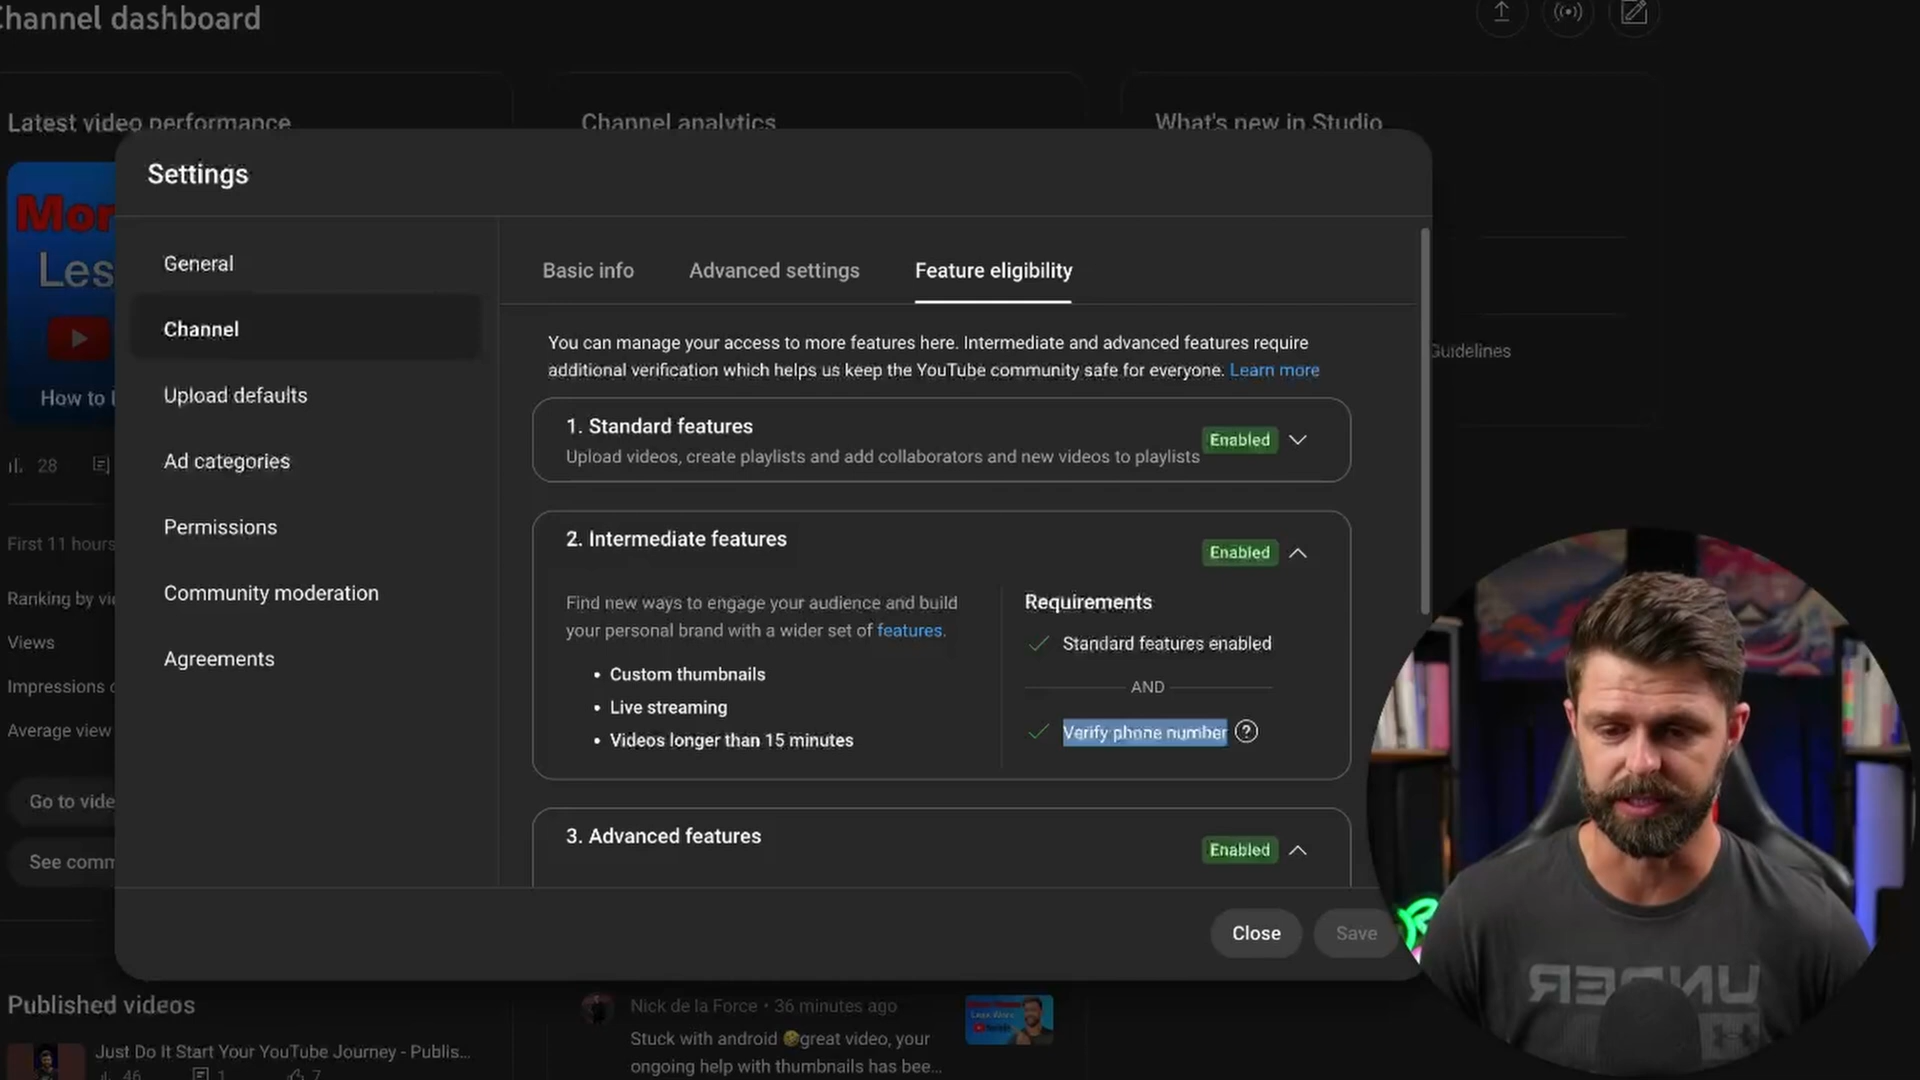 Channel dashboard
Latest video performance
Channel analytics
What's new in Studio
Mor
Les
How to
28
First 11 hours
Ranking by vi
Views
Impressions
Average view
Go to vide
See comm
Guidelines
Settings
General
Channel
Upload defaults
Ad categories
Permissions
Community moderation
Agreements
Basic info
Advanced settings
Feature eligibility
You can manage your access to more features here. Intermediate and advanced features require
additional verification which helps us keep the YouTube community safe for everyone. Learn more
1. Standard features
Enabled
Upload videos, create playlists and add collaborators and new videos to playlists
2. Intermediate features
Enabled
Find new ways to engage your audience and build
your personal brand with a wider set of features.
• Custom thumbnails
• Live streaming
• Videos longer than 15 minutes
Requirements
Standard features enabled
AND
Verify phone number
3. Advanced features
Enabled
Close
Save
UNDER
Published videos
Just Do It Start Your YouTube Journey - Publis...
46
1
7
Nick de la Force • 36 minutes ago
Stuck with android 🤣great video, your
ongoing help with thumbnails has bee...
Less Work